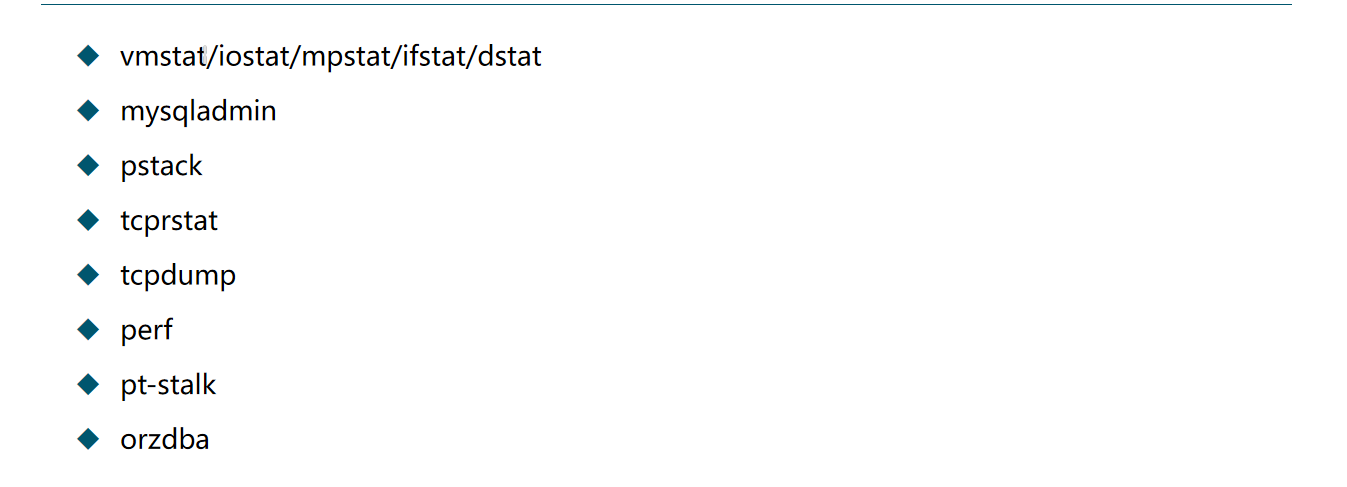 vmstat/iostat/mpstat/ifstat/dstat
mysqladmin
pstack
tcprstat
tcpdump
perf
pt-stalk
orzdba